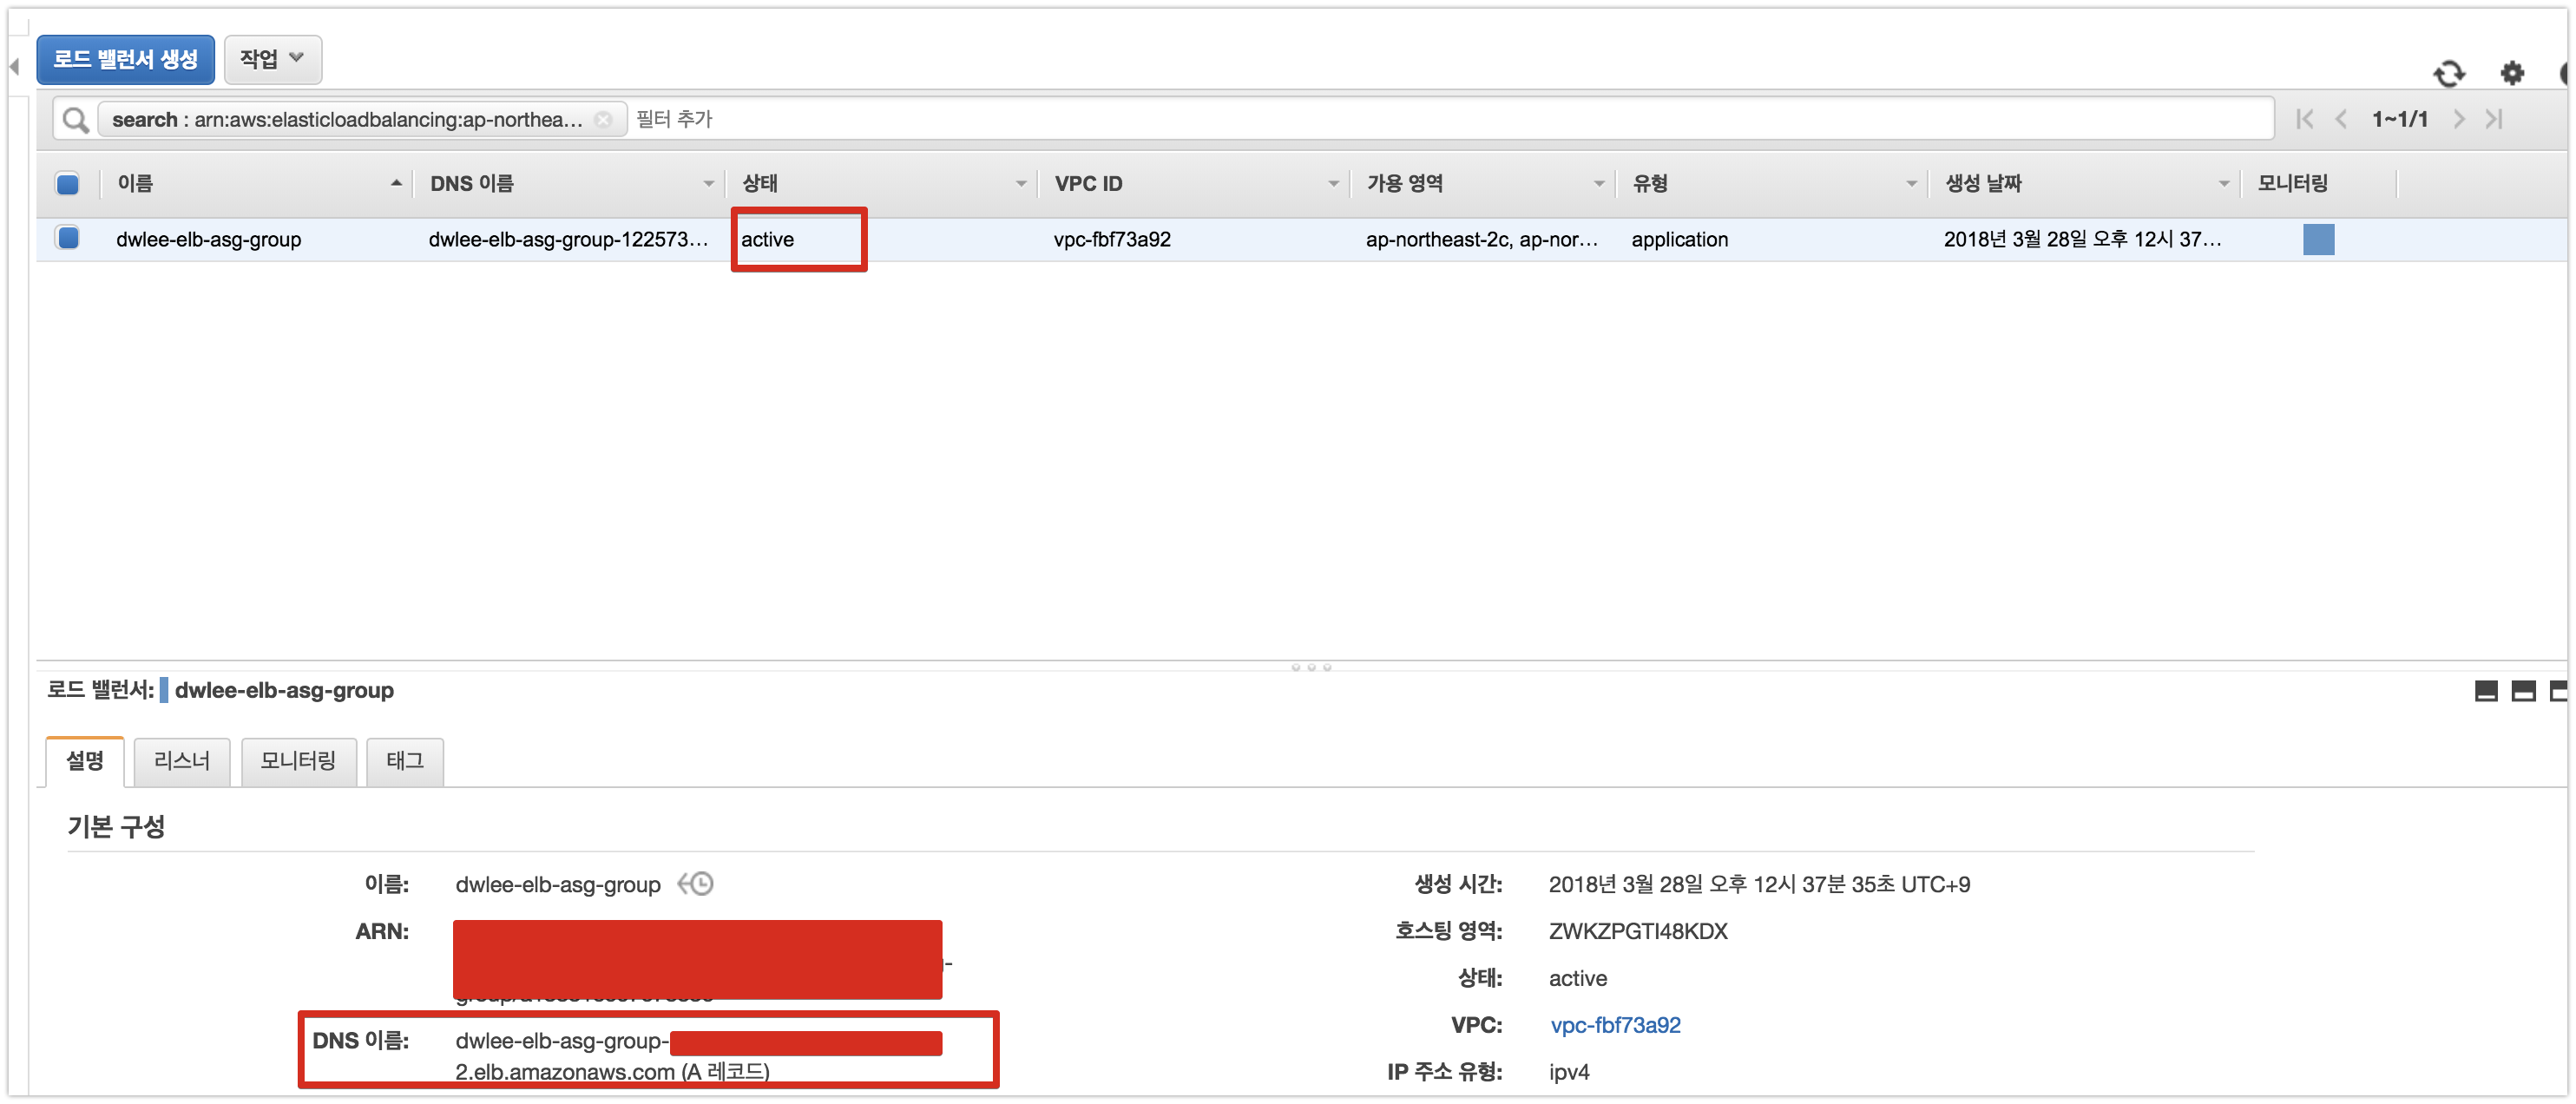 로드 밸런서 생성 작업
search : arn:aws:elasticloadbalancing:ap-northea... 필터 추가 1~1/1
이름 DNS 이름 상태 VPC ID 가용 영역 유형 생성 날짜 모니터링
dwlee-elb-asg-group dwlee-elb-asg-group-122573... active vpc-fbf73a92 ap-northeast-2c, ap-nor... application 2018년 3월 28일 오후 12시 37...
로드 밸런서: dwlee-elb-asg-group
설명 리스너 모니터링 태그
기본 구성
이름: dwlee-elb-asg-group 생성 시간: 2018년 3월 28일 오후 12시 37분 35초 UTC+9
ARN: 호스팅 영역: ZWKZPGTI48KDX
상태: active
DNS 이름: dwlee-elb-asg-group- VPC: vpc-fbf73a92
2.elb.amazonaws.com (A 레코드) IP 주소 유형: ipv4